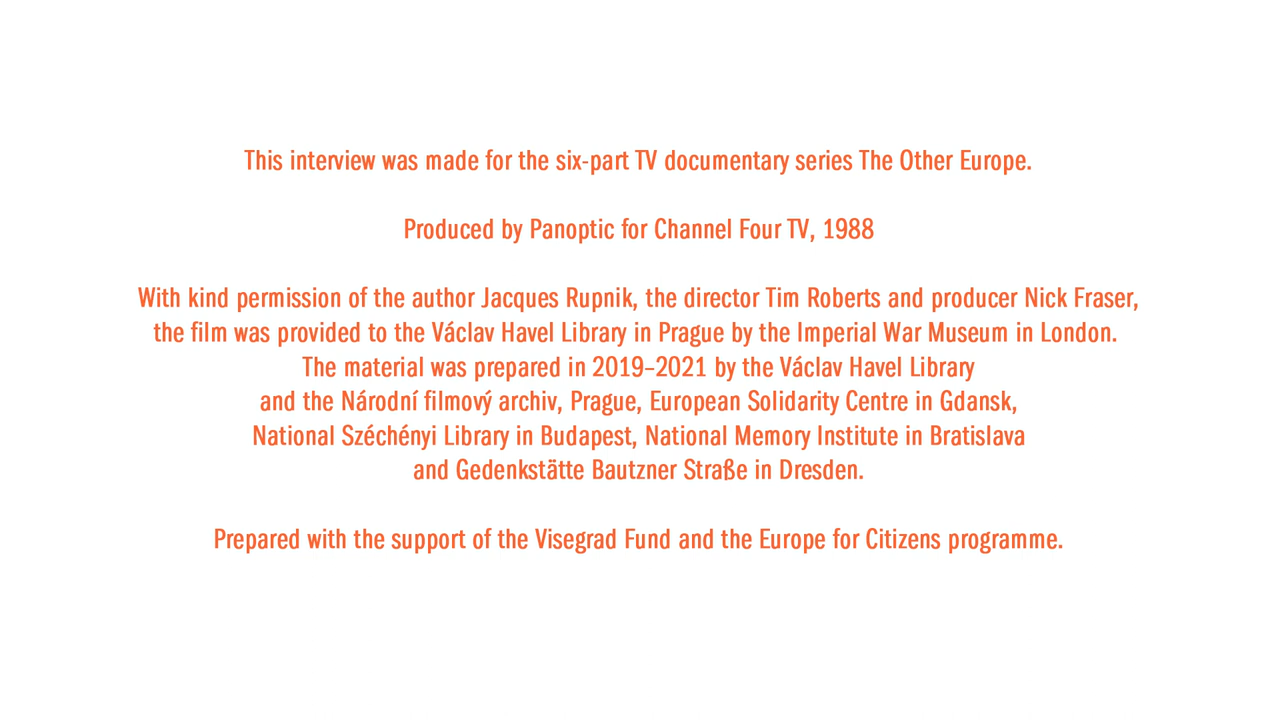 This interview was made for the six-part TV documentary series The Other Europe.
Produced by Panoptic for Channel Four TV, 1988
With kind permission of the author Jacques Rupnik, the director Tim Roberts and producer Nick Fraser,
the film was provided to the Václav Havel Library in Prague by the Imperial War Museum in London.
The material was prepared in 2019–2021 by the Václav Havel Library
and the Národní filmový archiv, Prague, European Solidarity Centre in Gdansk,
National Széchényi Library in Budapest, National Memory Institute in Bratislava
and Gedenkstätte Bautzner Straße in Dresden.
Prepared with the support of the Visegrad Fund and the Europe for Citizens programme.